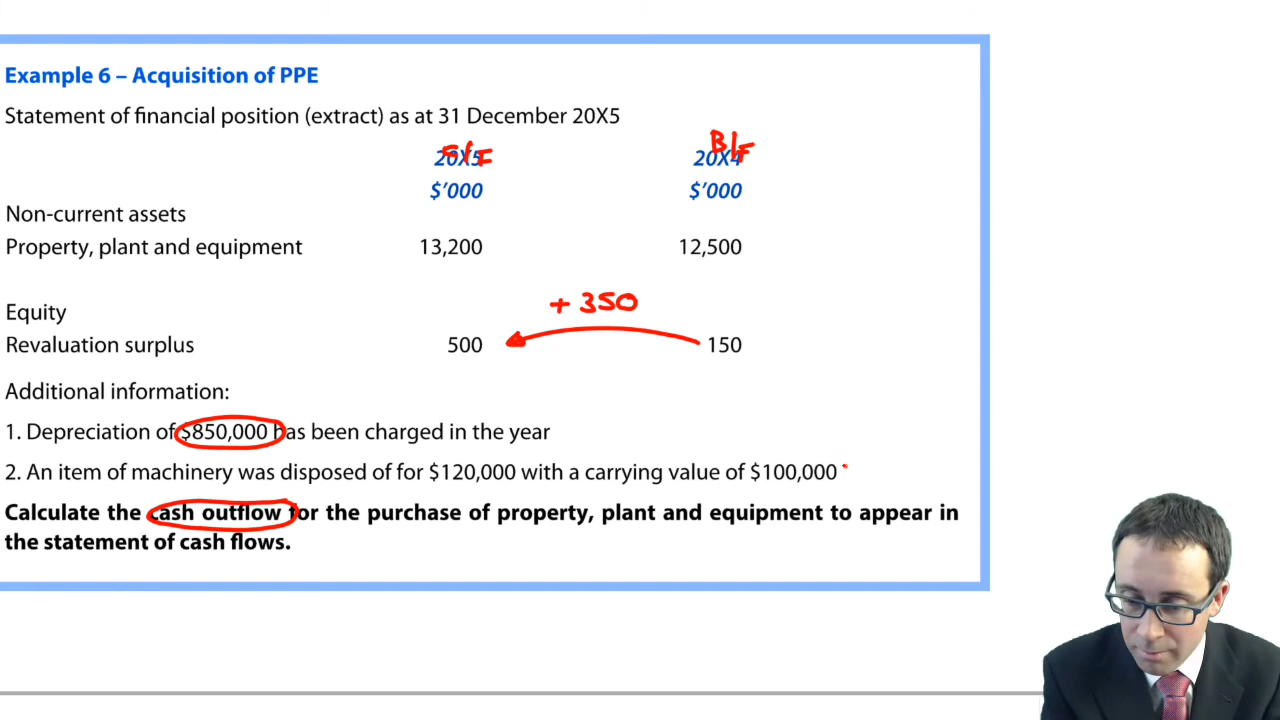 Example 6 – Acquisition of PPE
Statement of financial position (extract) as at 31 December 20X5
C/F B/F
20X5 20X4
$'000 $'000
Non-current assets
Property, plant and equipment 13,200 12,500
+ 350
Equity
Revaluation surplus 500 150
Additional information:
1. Depreciation of $850,000 has been charged in the year
2. An item of machinery was disposed of for $120,000 with a carrying value of $100,000
Calculate the cash outflow for the purchase of property, plant and equipment to appear in
the statement of cash flows.